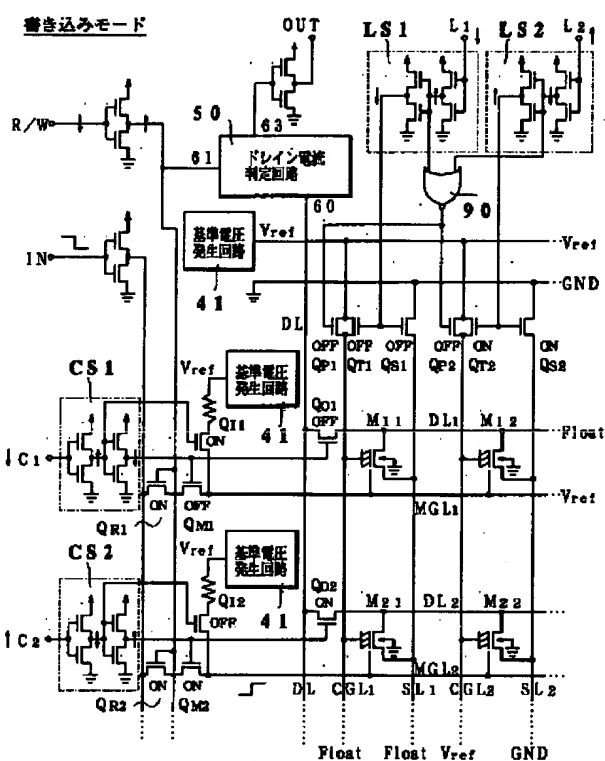 書き込みモード
OUT
LS1
L1
LS2
L2
R/W
50
63
61
ドレイン電流
判定回路
60
90
IN
基準電圧
発生回路
41
Vref
Vref
GND
DL
OFF
OFF
OFF
OFF
ON
ON
QP1
QT1
QS1
QP2
QT2
QS2
CS1
Vref
基準電圧
発生回路
41
QI1
ON
QD1
OFF
M11
DL1
M12
Float
C1
ON
OFF
MGL1
Vref
QR1
QM1
CS2
Vref
基準電圧
発生回路
41
QI2
OFF
QD2
ON
M21
DL2
M22
C2
ON
ON
MGL2
QR2
QM2
DL
CGL1
SL1
CGL2
SL2
Float
Float
Vref
GND